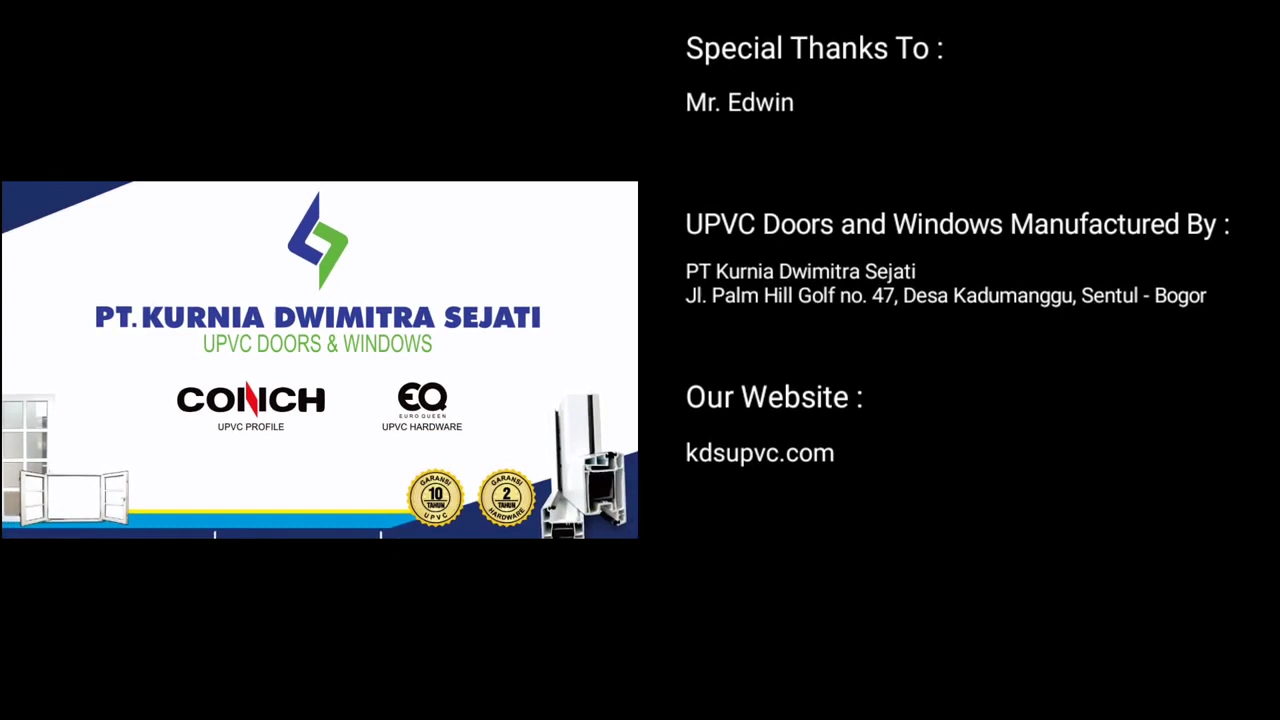 Special Thanks To :
Mr. Edwin
UPVC Doors and Windows Manufactured By :
PT Kurnia Dwimitra Sejati
Jl. Palm Hill Golf no. 47, Desa Kadumanggu, Sentul - Bogor
Our Website :
kdsupvc.com
PT. KURNIA DWIMITRA SEJATI
UPVC DOORS & WINDOWS
CONCH
UPVC PROFILE
EQ
EURO QUEEN
UPVC HARDWARE
GARANSI
10
TAHUN
UPVC
GARANSI
2
TAHUN
HARDWARE